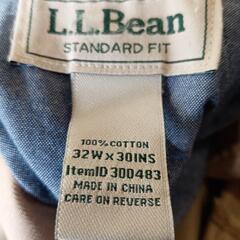 L.L.Bean
STANDARD FIT
100% COTTON
32W x 30INS
ItemID 300483
MADE IN CHINA
CARE ON REVERSE